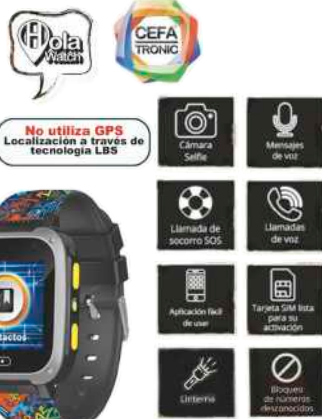 Hola
Watch
CEFA
TRONIC
No utiliza GPS
Localización a través de
tecnología LBS
Cámara
Selfie
Mensajes
de voz
Llamada de
socorro SOS
Llamadas
de voz
Aplicación fácil
de usar
Tarjeta SIM lista
para su
activación
Linterna
Bloqueo
de números
desconocidos
tactos